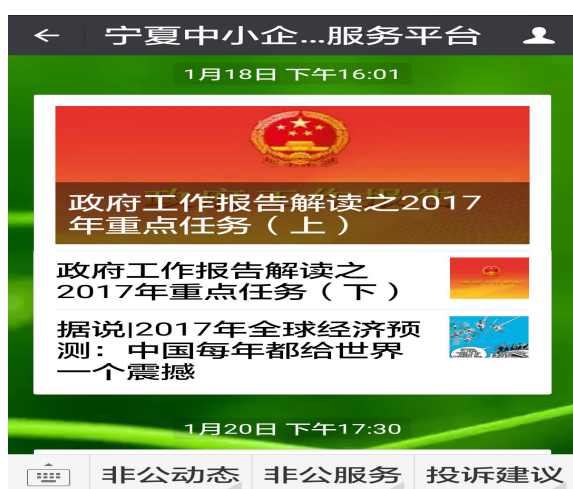 宁夏中小企...服务平台
1月18日 下午16:01
政府工作报告解读之2017
年重点任务（上）
政府工作报告解读之
2017年重点任务（下）
据说|2017年全球经济预
测：中国每年都给世界
一个震撼
1月20日 下午17:30
非公动态 非公服务 投诉建议